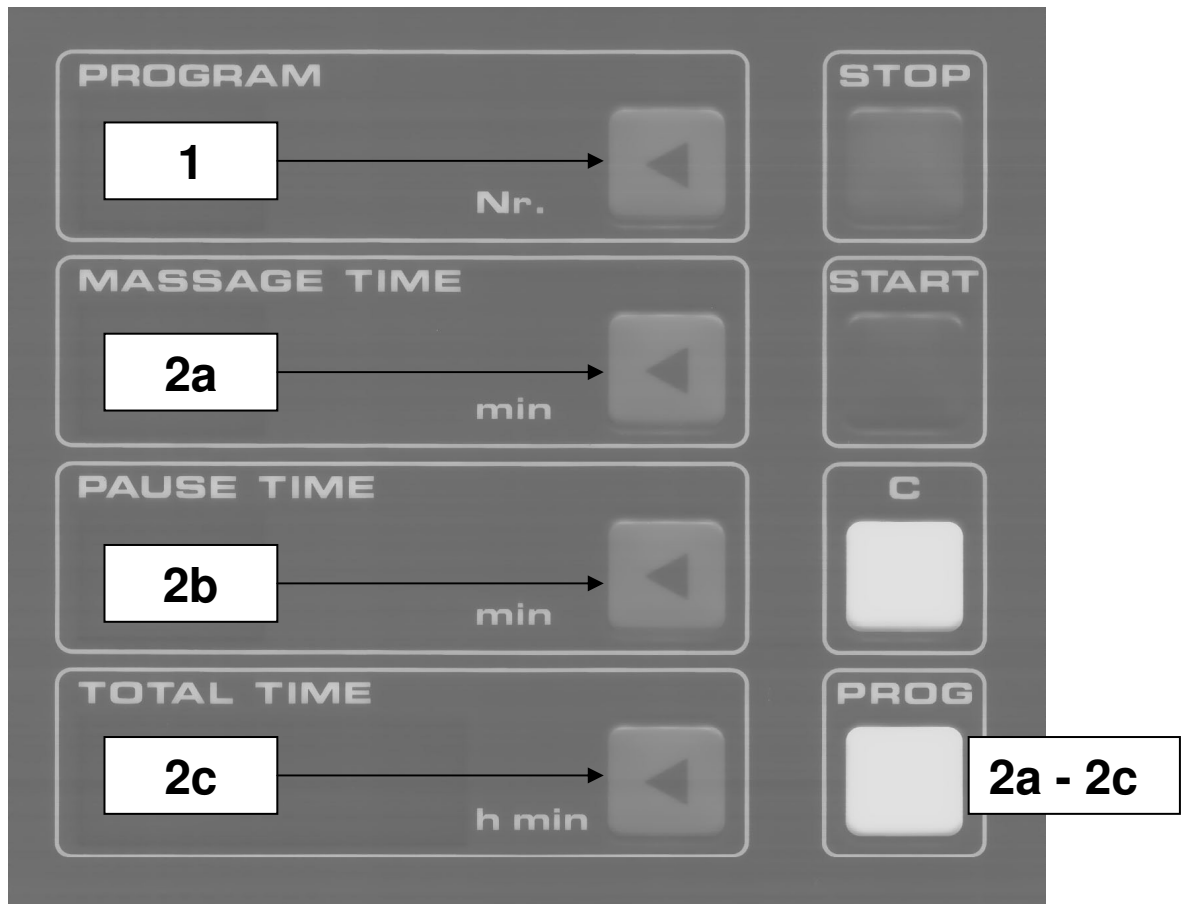 PROGRAM
1
Nr.
STOP
MASSAGE TIME
2a
min
START
PAUSE TIME
2b
min
C
TOTAL TIME
2c
h min
PROG
2a - 2c